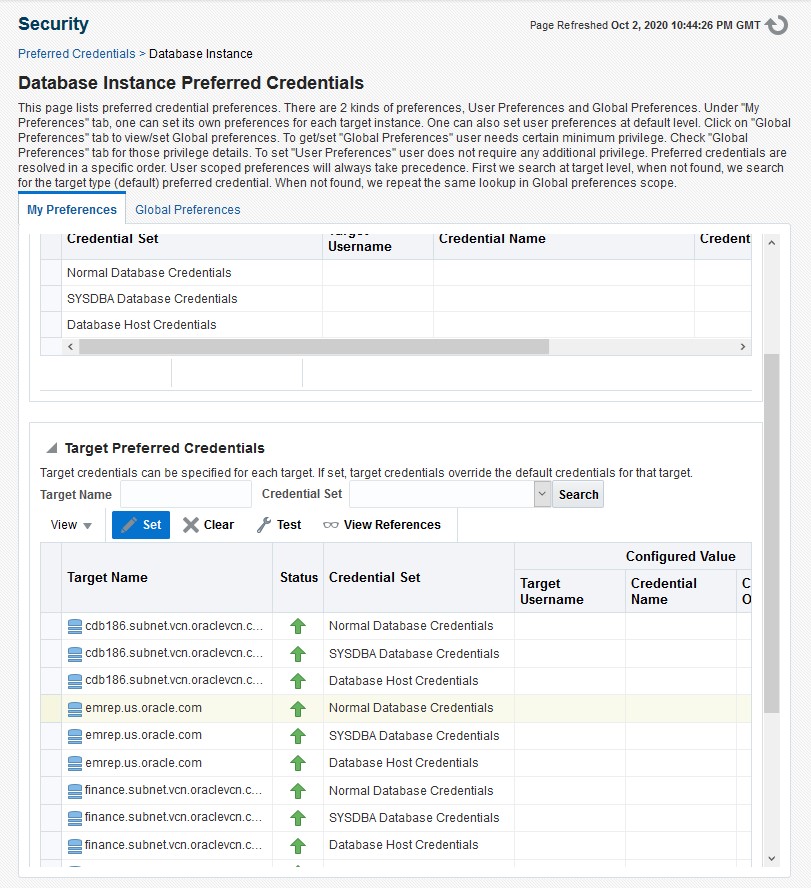 Security
Page Refreshed Oct 2, 2020 10:44:26 PM GMT
Preferred Credentials > Database Instance
Database Instance Preferred Credentials
This page lists preferred credential preferences. There are 2 kinds of preferences, User Preferences and Global Preferences. Under "My
Preferences" tab, one can set its own preferences for each target instance. One can also set user preferences at default level. Click on "Global
Preferences" tab to view/set Global preferences. To get/set "Global Preferences" user needs certain minimum privilege. Check "Global
Preferences" tab for those privilege details. To set "User Preferences" user does not require any additional privilege. Preferred credentials are
resolved in a specific order. User scoped preferences will always take precedence. First we search at target level, when not found, we search
for the target type (default) preferred credential. When not found, we repeat the same lookup in Global preferences scope.
My Preferences Global Preferences
Credential Set Target Username Credential Name Credent
Normal Database Credentials
SYSDBA Database Credentials
Database Host Credentials
Target Preferred Credentials
Target credentials can be specified for each target. If set, target credentials override the default credentials for that target.
Target Name Credential Set Search
View Set Clear Test View References
Configured Value
Target Name Status Credential Set Target Username Credential Name C O
cdb186.subnet.vcn.oraclevcn.c... Normal Database Credentials
cdb186.subnet.vcn.oraclevcn.c... SYSDBA Database Credentials
cdb186.subnet.vcn.oraclevcn.c... Database Host Credentials
emrep.us.oracle.com Normal Database Credentials
emrep.us.oracle.com SYSDBA Database Credentials
emrep.us.oracle.com Database Host Credentials
finance.subnet.vcn.oraclevcn.c... Normal Database Credentials
finance.subnet.vcn.oraclevcn.c... SYSDBA Database Credentials
finance.subnet.vcn.oraclevcn.c... Database Host Credentials